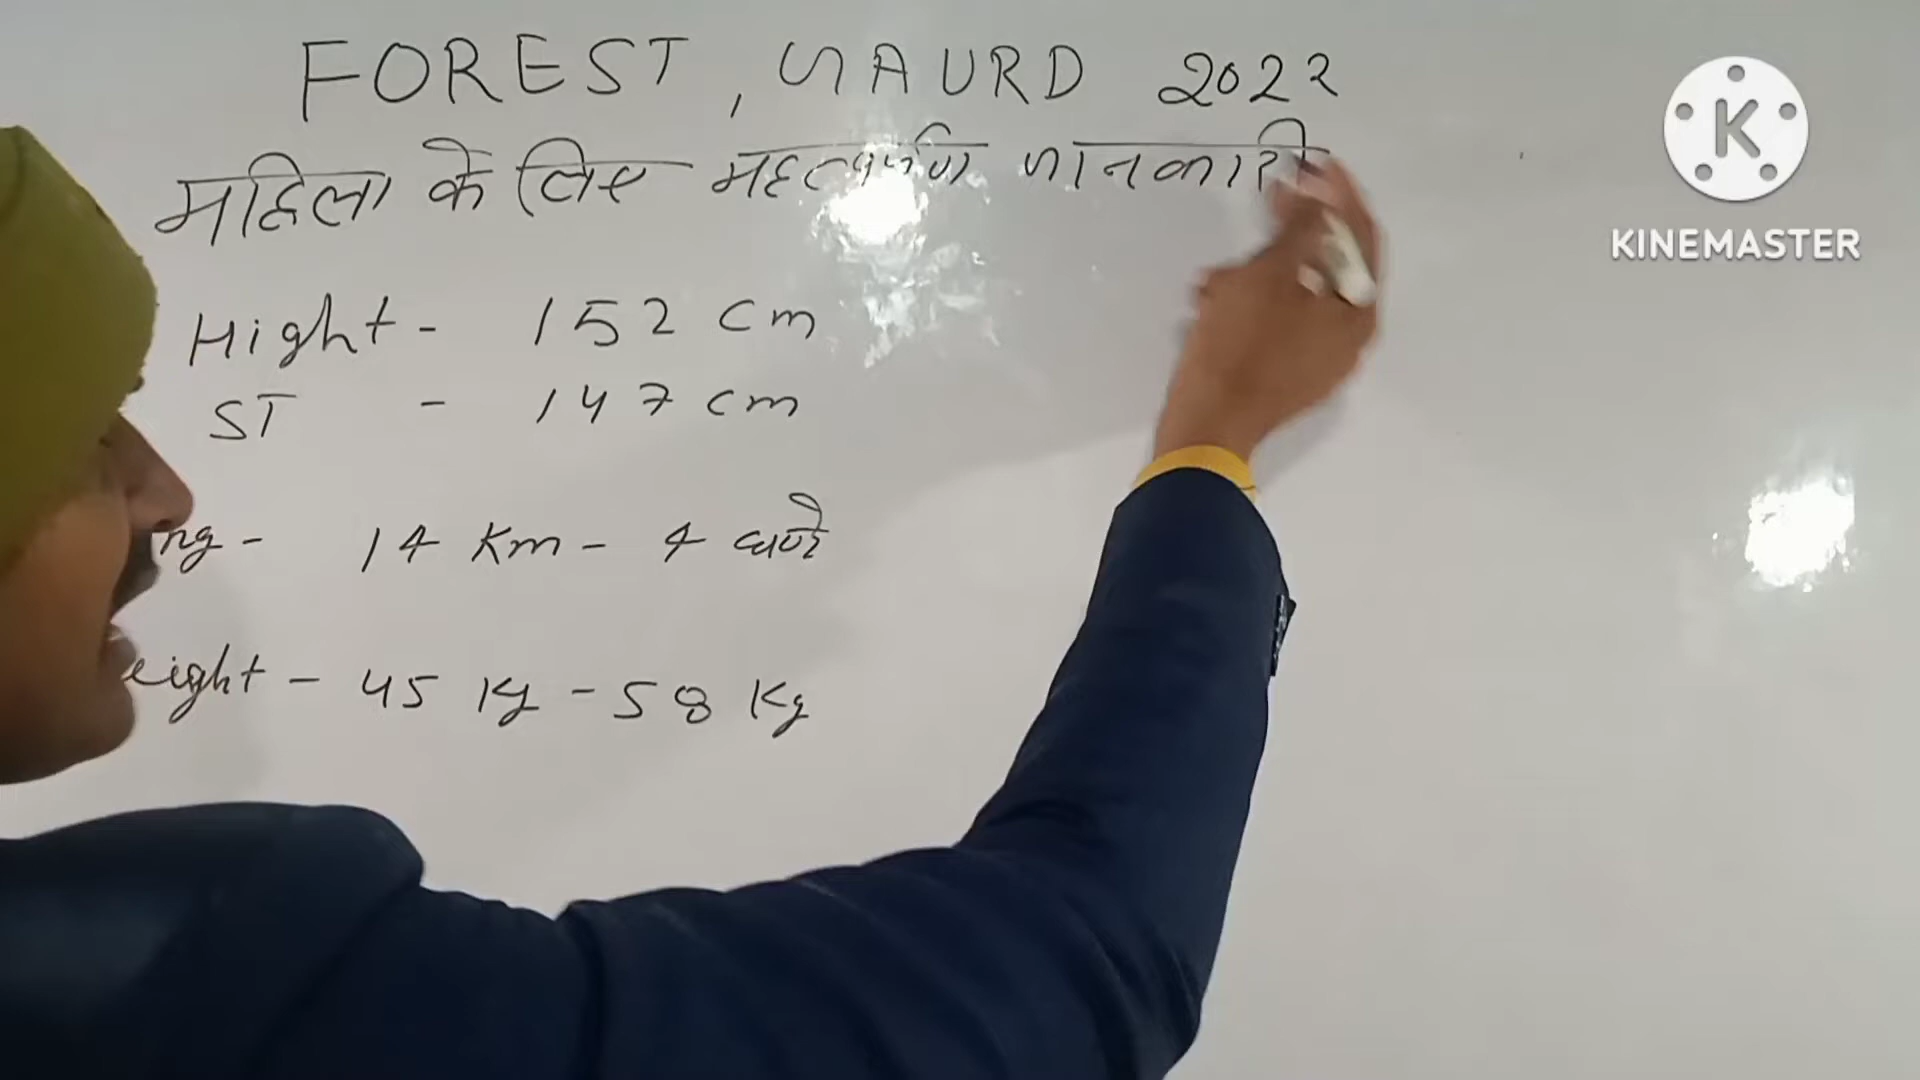 FOREST, GAURD 2022
महिला के लिए महत्वपूर्ण जानकारी
Hight - 152 cm
ST - 147 cm
ng - 14 Km - 4 घण्टे
eight - 45 Kg - 58 Kg
K
KINEMASTER